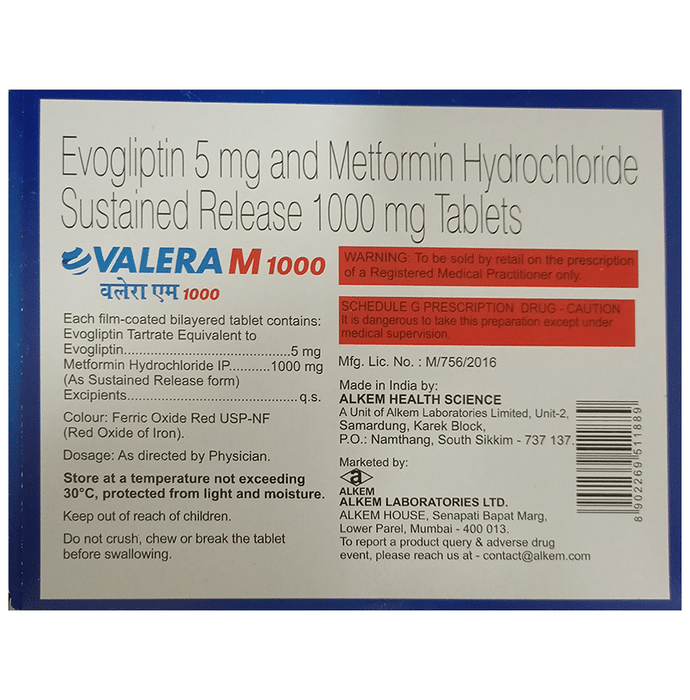 Evogliptin 5 mg and Metformin Hydrochloride
Sustained Release 1000 mg Tablets
VALERA M 1000
वलेरा एम 1000
Each film-coated bilayered tablet contains:
Evogliptin Tartrate Equivalent to
Evogliptin..............................5 mg
Metformin Hydrochloride IP..........1000 mg
(As Sustained Release form)
Excipients....................................q.s.
Colour: Ferric Oxide Red USP-NF
(Red Oxide of Iron).
Dosage: As directed by Physician.
Store at a temperature not exceeding
30°C, protected from light and moisture.
Keep out of reach of children.
Do not crush, chew or break the tablet
before swallowing.
WARNING: To be sold by retail on the prescription
of a Registered Medical Practitioner only.
SCHEDULE G PRESCRIPTION DRUG - CAUTION
It is dangerous to take this preparation except under
medical supervision.
Mfg. Lic. No. : M/756/2016
Made in India by:
ALKEM HEALTH SCIENCE
A Unit of Alkem Laboratories Limited, Unit-2,
Samardung, Karek Block,
P.O.: Namthang, South Sikkim - 737 137.
Marketed by:
a
ALKEM
ALKEM LABORATORIES LTD.
ALKEM HOUSE, Senapati Bapat Marg,
Lower Parel, Mumbai - 400 013.
To report a product query & adverse drug
event, please reach us at - contact@alkem.com
8 902269 511889